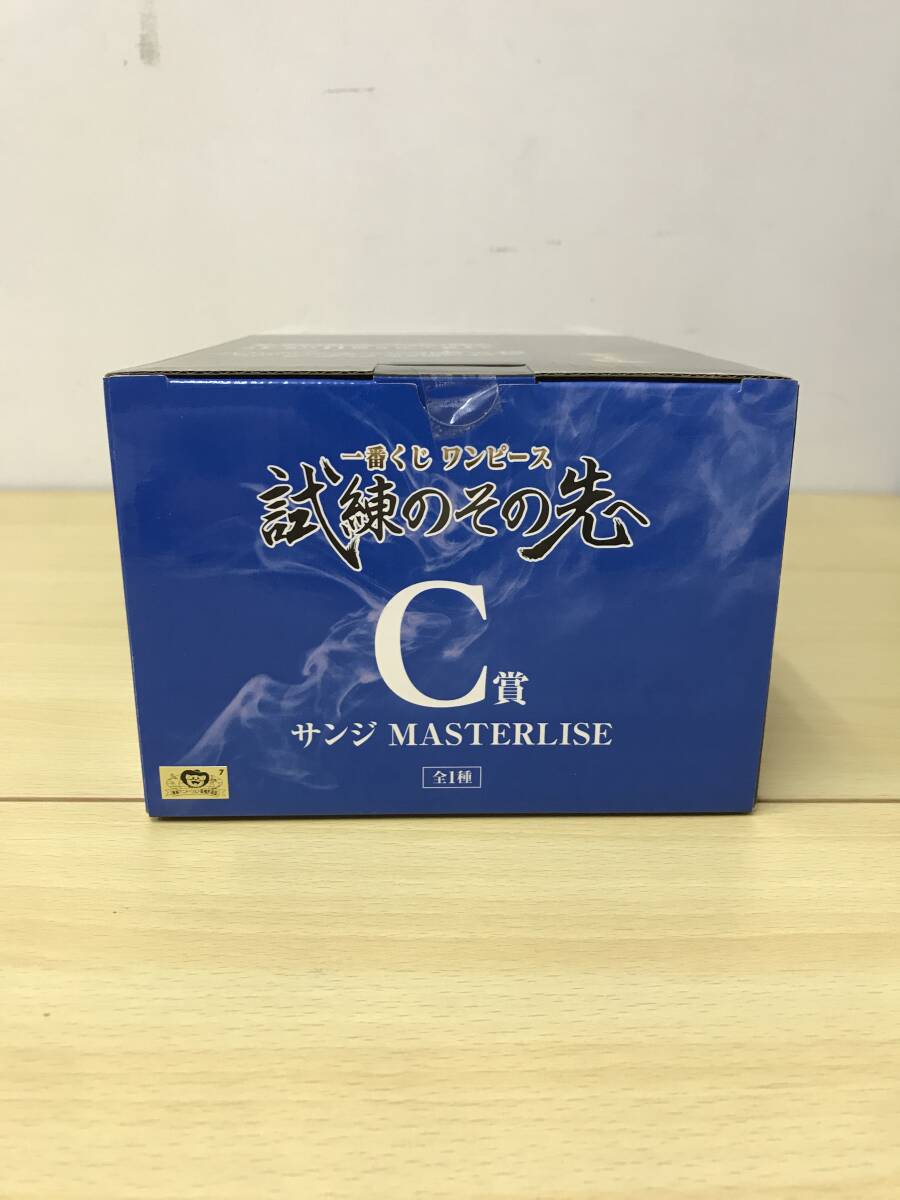 一番くじ ワンピース
試練のその先へ
C賞
サンジ MASTERLISE
全1種
7